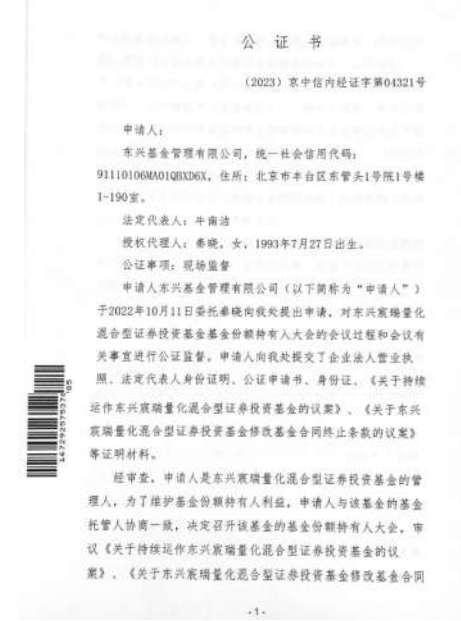 公 证 书
（2023）京中信内经证字第04321号
申请人：
东兴基金管理有限公司，统一社会信用代码：
91110106MA01QBXD6X，住所：北京市丰台区东管头1号院1号楼
1-190室。
法定代表人：牛南洁
授权代理人：秦晓，女，1993年7月27日出生。
公证事项：现场监督
申请人东兴基金管理有限公司（以下简称为“申请人”）
于2022年10月11日委托秦晓向我处提出申请，对东兴宸瑞量化
混合型证券投资基金基金份额持有人大会的会议过程和会议有
关事宜进行公证监督。申请人向我处提交了企业法人营业执
照、法定代表人身份证明、公证申请书、身份证、《关于持续
运作东兴宸瑞量化混合型证券投资基金的议案》、《关于东兴
宸瑞量化混合型证券投资基金修改基金合同终止条款的议案》
等证明材料。
经审查，申请人是东兴宸瑞量化混合型证券投资基金的管
理人，为了维护基金份额持有人利益，申请人与该基金的基金
托管人协商一致，决定召开该基金的基金份额持有人大会，审
议《关于持续运作东兴宸瑞量化混合型证券投资基金的议
案》、《关于东兴宸瑞量化混合型证券投资基金修改基金合同
-1-